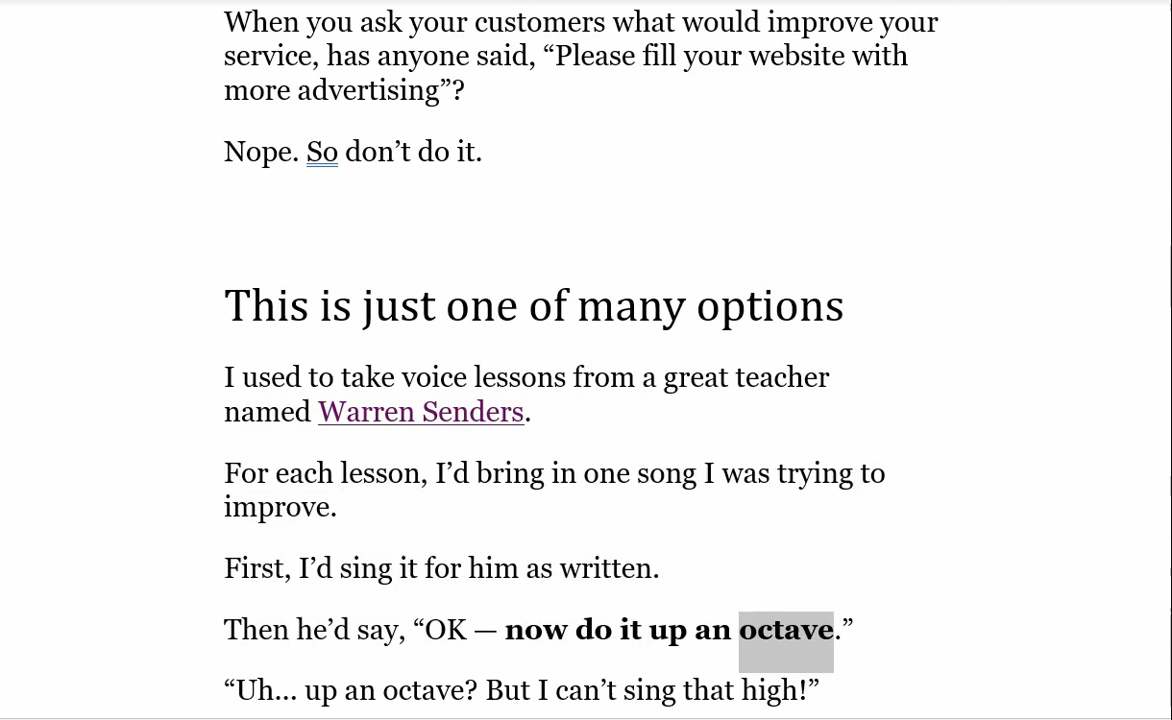 When you ask your customers what would improve your
service, has anyone said, “Please fill your website with
more advertising”?
Nope. So don’t do it.
This is just one of many options
I used to take voice lessons from a great teacher
named Warren Senders.
For each lesson, I’d bring in one song I was trying to
improve.
First, I’d sing it for him as written.
Then he’d say, “OK — now do it up an octave.”
“Uh… up an octave? But I can’t sing that high!”